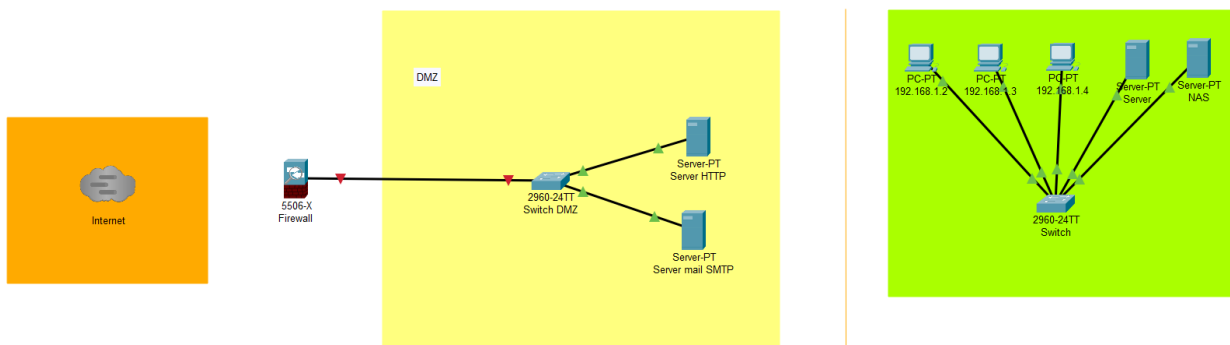 DMZ
Internet
5506-X
Firewall
2960-24TT
Switch DMZ
Server-PT
Server HTTP
Server-PT
Server mail SMTP
PC-PT
192.168.1.2
PC-PT
192.168.1.3
PC-PT
192.168.1.4
Server-PT
Server
Server-PT
NAS
2960-24TT
Switch